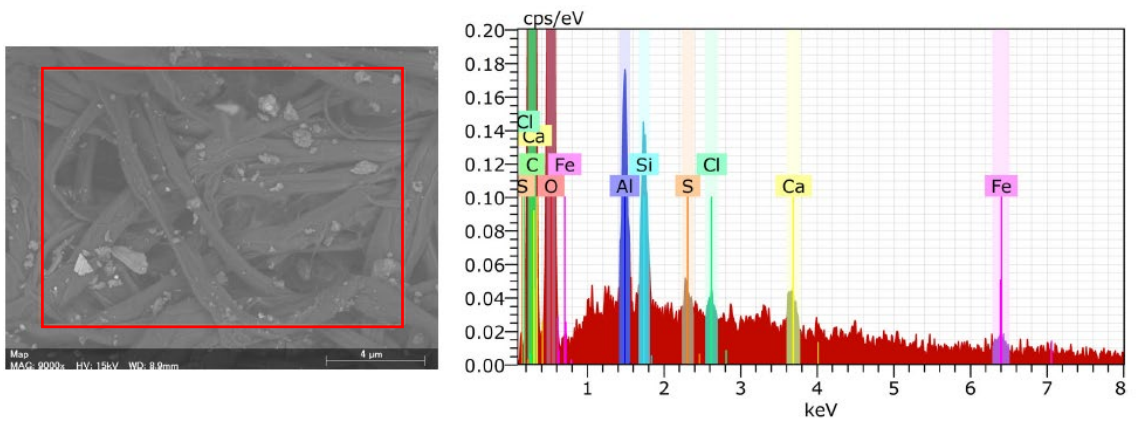 Map
MAG: 9000x HV: 15kV WD: 8.9mm
4 µm
cps/eV
0.20
0.18
0.16
0.14
0.12
0.10
0.08
0.06
0.04
0.02
0.00
Cl
Ca
C
Fe
S
O
Al
Si
S
Cl
Ca
Fe
1
2
3
4
5
6
7
8
keV